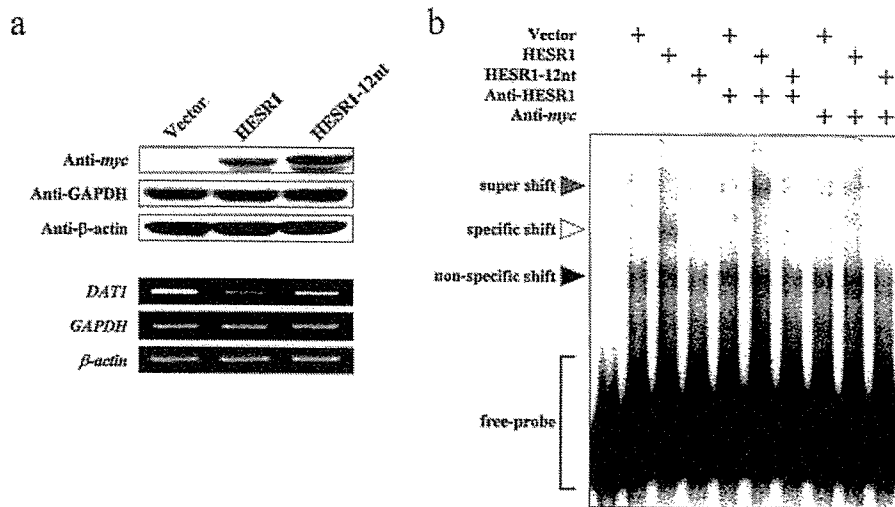 a
Vector
HESR1
HESR1-12nt
Anti-myc
Anti-GAPDH
Anti-β-actin
DAT1
GAPDH
β-actin
b
Vector + + +
HESR1 + + +
HESR1-12nt + + +
Anti-HESR1 + + +
Anti-myc + + +
super shift
specific shift
non-specific shift
free-probe